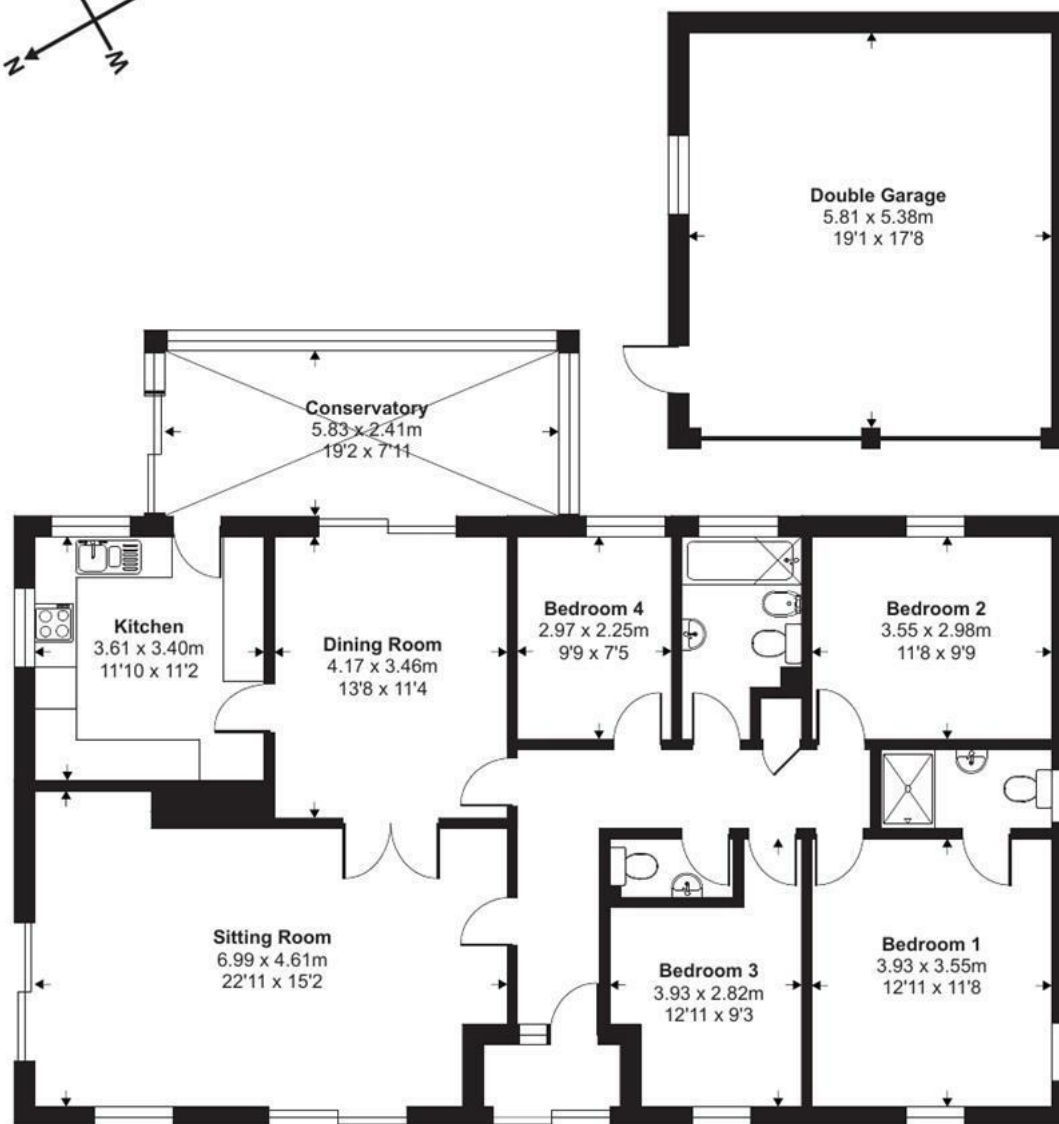 N
W
Double Garage
5.81 x 5.38m
19'1 x 17'8
Conservatory
5.83 x 2.41m
19'2 x 7'11
Kitchen
3.61 x 3.40m
11'10 x 11'2
Dining Room
4.17 x 3.46m
13'8 x 11'4
Bedroom 4
2.97 x 2.25m
9'9 x 7'5
Bedroom 2
3.55 x 2.98m
11'8 x 9'9
Sitting Room
6.99 x 4.61m
22'11 x 15'2
Bedroom 3
3.93 x 2.82m
12'11 x 9'3
Bedroom 1
3.93 x 3.55m
12'11 x 11'8